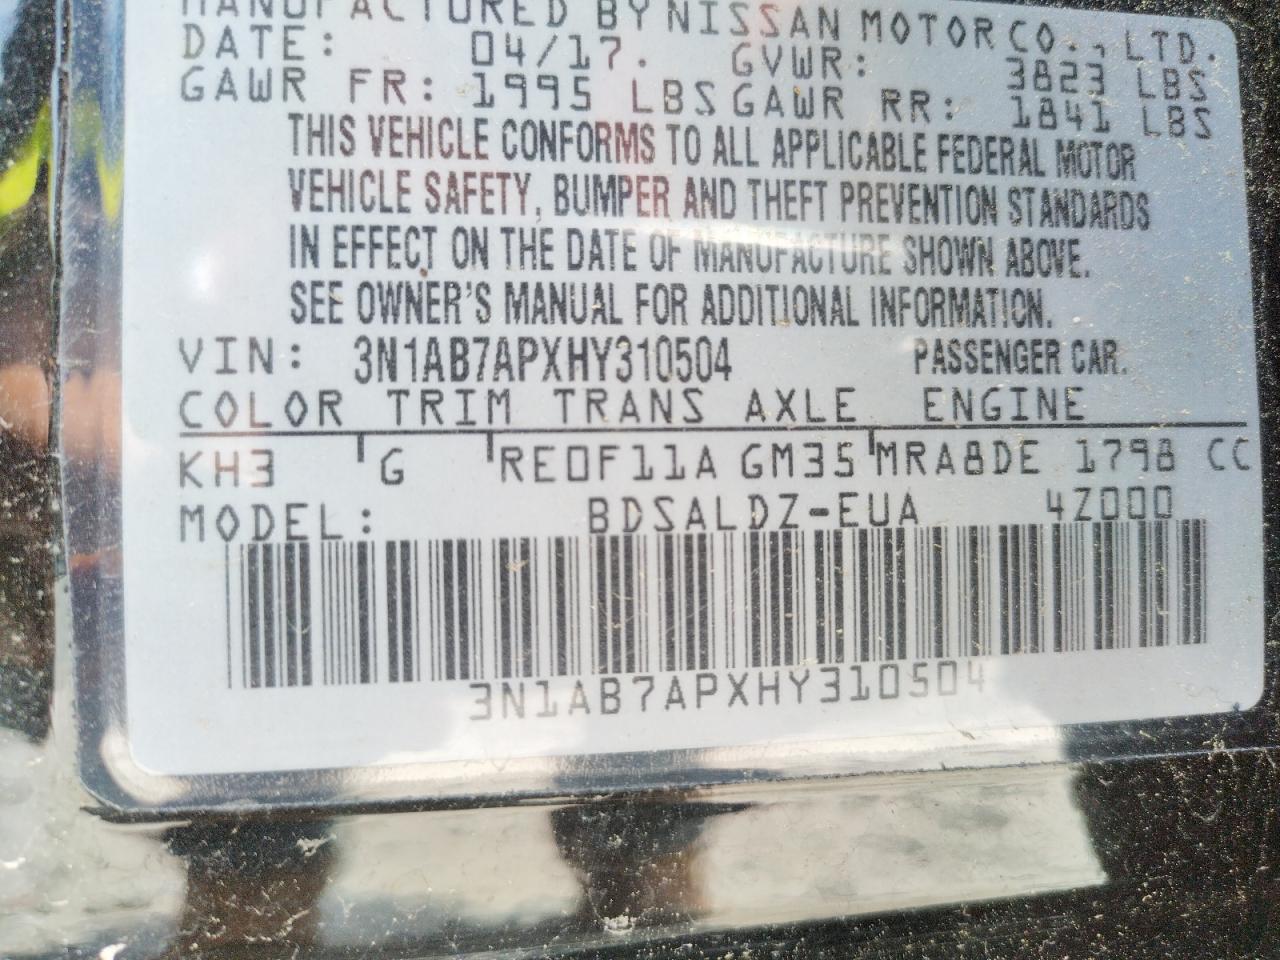 MANUFACTURED BY NISSAN MOTOR CO., LTD.
DATE: 04/17. GVWR: 3823 LBS
GAWR FR: 1995 LBS GAWR RR: 1841 LBS
THIS VEHICLE CONFORMS TO ALL APPLICABLE FEDERAL MOTOR
VEHICLE SAFETY, BUMPER AND THEFT PREVENTION STANDARDS
IN EFFECT ON THE DATE OF MANUFACTURE SHOWN ABOVE.
SEE OWNER'S MANUAL FOR ADDITIONAL INFORMATION.
VIN: 3N1AB7APXHY310504 PASSENGER CAR.
COLOR TRIM TRANS AXLE ENGINE
KH3 G RE0F11A GM35 MRA8DE 1798 CC
MODEL: BDSALDZ-EUA 4Z000
3N1AB7APXHY310504